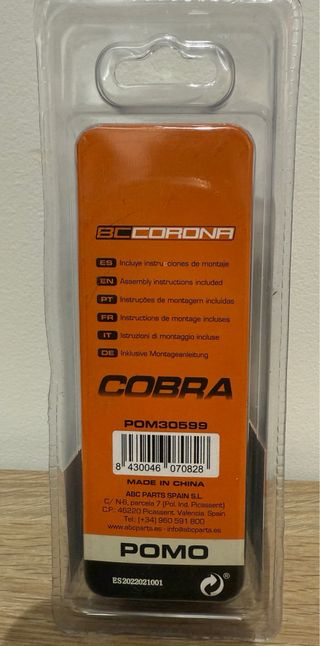 BCCORONA
ES Incluye instrucciones de montaje
EN Assembly instructions included
PT Instruções de montagem incluidas
FR Instructions de montage incluses
IT Istruzioni di montaggio incluse
DE Inklusive Montageanleitung
COBRA
POM30599
8 430046 070828
MADE IN CHINA
ABC PARTS SPAIN S.L.
C/ N-6, parcela 7 (Pol. Ind. Picassent)
C.P.: 46220 Picassent. Valencia. Spain
Tel.: (+34) 960 591 800
www.abcparts.es - info@abcparts.es
POMO
ES2022021001
®